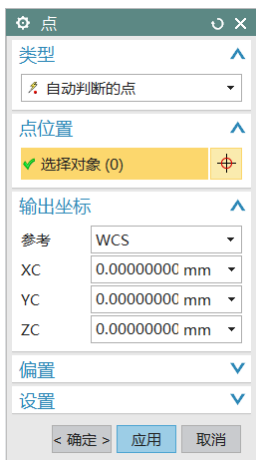 点
类型
自动判断的点
点位置
选择对象 (0)
输出坐标
参考 WCS
XC 0.00000000 mm
YC 0.00000000 mm
ZC 0.00000000 mm
偏置
设置
< 确定 > 应用 取消